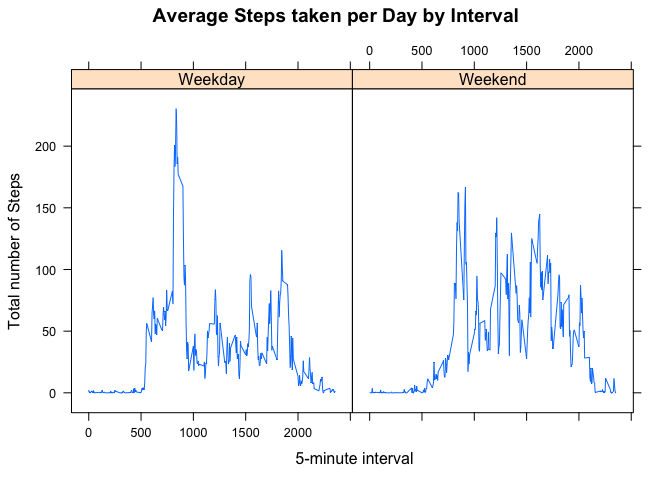 Average Steps taken per Day by Interval
0 500 1000 1500 2000
Weekday Weekend
Total number of Steps
200
150
100
50
0
0 500 1000 1500 2000
5-minute interval